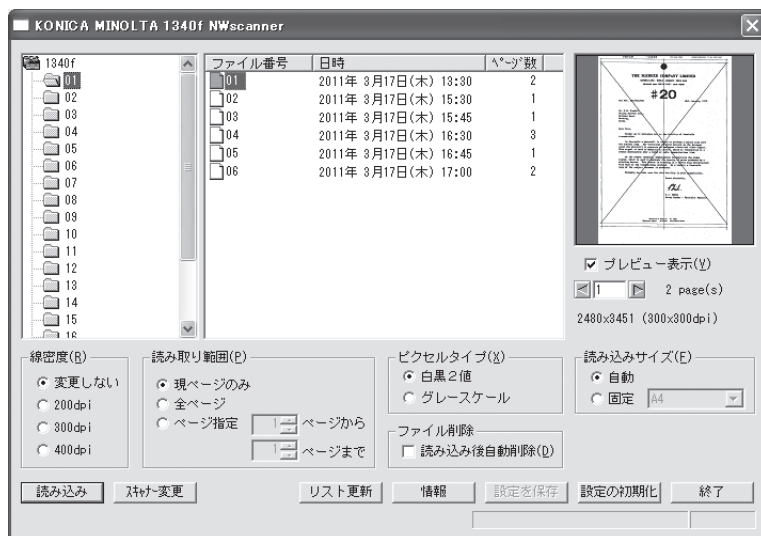 KONICA MINOLTA 1340f NWscanner
1340f
01
02
03
04
05
06
07
08
09
10
11
12
13
14
15
16
ファイル番号 日時 ﾍﾟｰｼﾞ数
01 2011年 3月17日(木) 13:30 2
02 2011年 3月17日(木) 15:30 1
03 2011年 3月17日(木) 15:45 1
04 2011年 3月17日(木) 16:30 3
05 2011年 3月17日(木) 16:45 1
06 2011年 3月17日(木) 17:00 2
THE SLEREXE COMPANY LIMITED
#20
プレビュー表示(V)
1 2 page(s)
2480x3451 (300x300dpi)
線密度(R)
変更しない
200dpi
300dpi
400dpi
読み取り範囲(P)
現ページのみ
全ページ
ページ指定 1 ページから
1 ページまで
ピクセルタイプ(X)
白黒2値
グレースケール
ファイル削除
読み込み後自動削除(D)
読み込みサイズ(F)
自動
固定 A4
読み込み ｽｷｬﾅｰ変更 リスト更新 情報 設定を保存 設定の初期化 終了